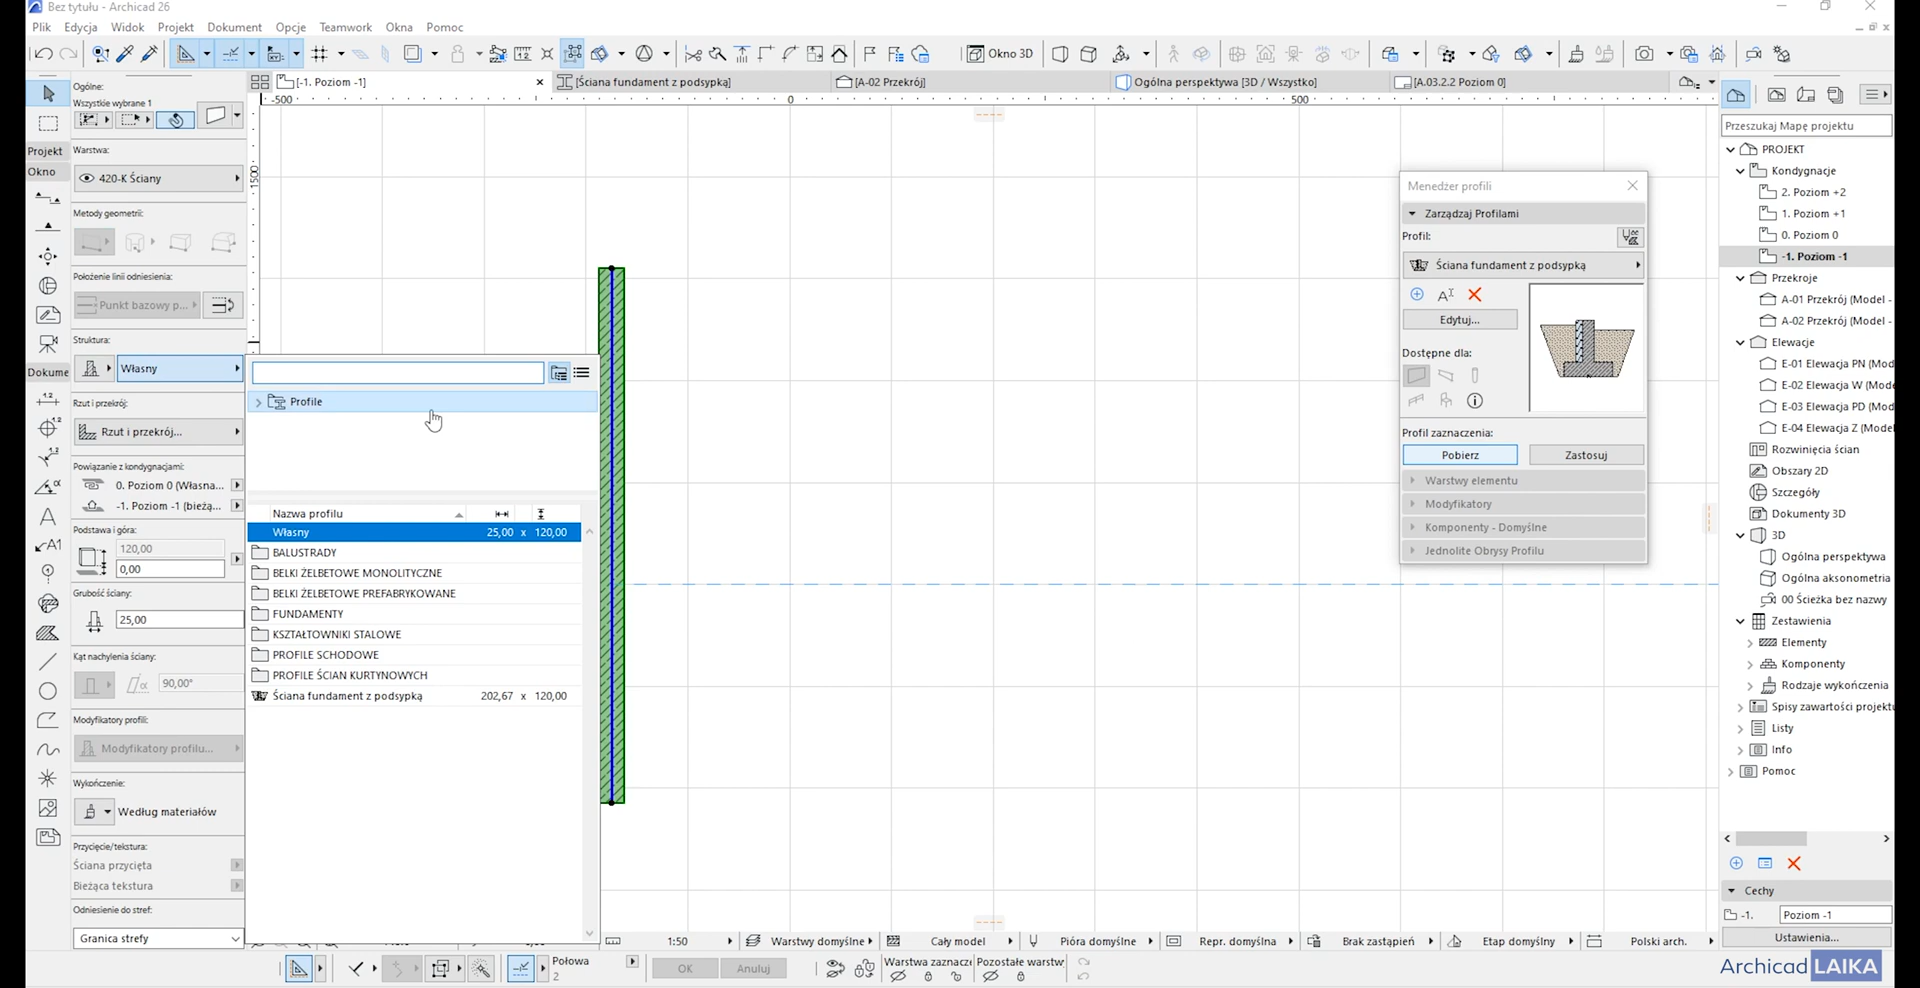 Bez tytułu - Archicad 26
Plik Edycja Widok Projekt Dokument Opcje Teamwork Okna Pomoc
Okno 3D
Ogólne:
[-1. Poziom -1]
[Ściana fundament z podsypką]
[A-02 Przekrój]
Ogólna perspektywa [3D / Wszystko]
[A.03.2.2 Poziom 0]
Wszystkie wybrane 1
-500 0 500
1500
Przeszukaj Mapę projektu
Projekt
Okno
Dokume
Warstwa:
420-K Ściany
Metody geometrii:
Położenie linii odniesienia:
Punkt bazowy p...
Struktura:
Własny
Rzut i przekrój:
Rzut i przekrój...
Powiązanie z kondygnacjami:
0. Poziom 0 (Własna...
-1. Poziom -1 (bieżą...
Podstawa i góra:
120,00
0,00
Grubość ściany:
25,00
Kąt nachylenia ściany:
90,00°
Modyfikatory profili:
Modyfikatory profilu...
Wykończenie:
Według materiałów
Przycięcie/tekstura:
Ściana przycięta
Bieżąca tekstura
Odniesienie do stref:
Granica strefy
Profile
Nazwa profilu
Własny 25,00 x 120,00
BALUSTRADY
BELKI ŻELBETOWE MONOLITYCZNE
BELKI ŻELBETOWE PREFABRYKOWANE
FUNDAMENTY
KSZTAŁTOWNIKI STALOWE
PROFILE SCHODOWE
PROFILE ŚCIAN KURTYNOWYCH
Ściana fundament z podsypką 202,67 x 120,00
Menedżer profili
Zarządzaj Profilami
Profil:
Ściana fundament z podsypką
Edytuj...
Dostępne dla:
Profil zaznaczenia:
Pobierz Zastosuj
Warstwy elementu
Modyfikatory
Komponenty - Domyślne
Jednolite Obrysy Profilu
PROJEKT
Kondygnacje
2. Poziom +2
1. Poziom +1
0. Poziom 0
-1. Poziom -1
Przekroje
A-01 Przekrój (Model -
A-02 Przekrój (Model -
Elewacje
E-01 Elewacja PN (Mod
E-02 Elewacja W (Mode
E-03 Elewacja PD (Mod
E-04 Elewacja Z (Mode
Rozwinięcia ścian
Obszary 2D
Szczegóły
Dokumenty 3D
3D
Ogólna perspektywa
Ogólna aksonometria
00 Ścieżka bez nazwy
Zestawienia
Elementy
Komponenty
Rodzaje wykończenia
Spisy zawartości projektu
Listy
Info
Pomoc
Cechy
-1. Poziom -1
Ustawienia...
1:50 Warstwy domyślne Cały model Pióra domyślne Repr. domyślna Brak zastąpień Etap domyślny Polski arch.
Połowa
2
OK Anuluj
Warstwa zaznacze Pozostałe warstw
Archicad LAIKA